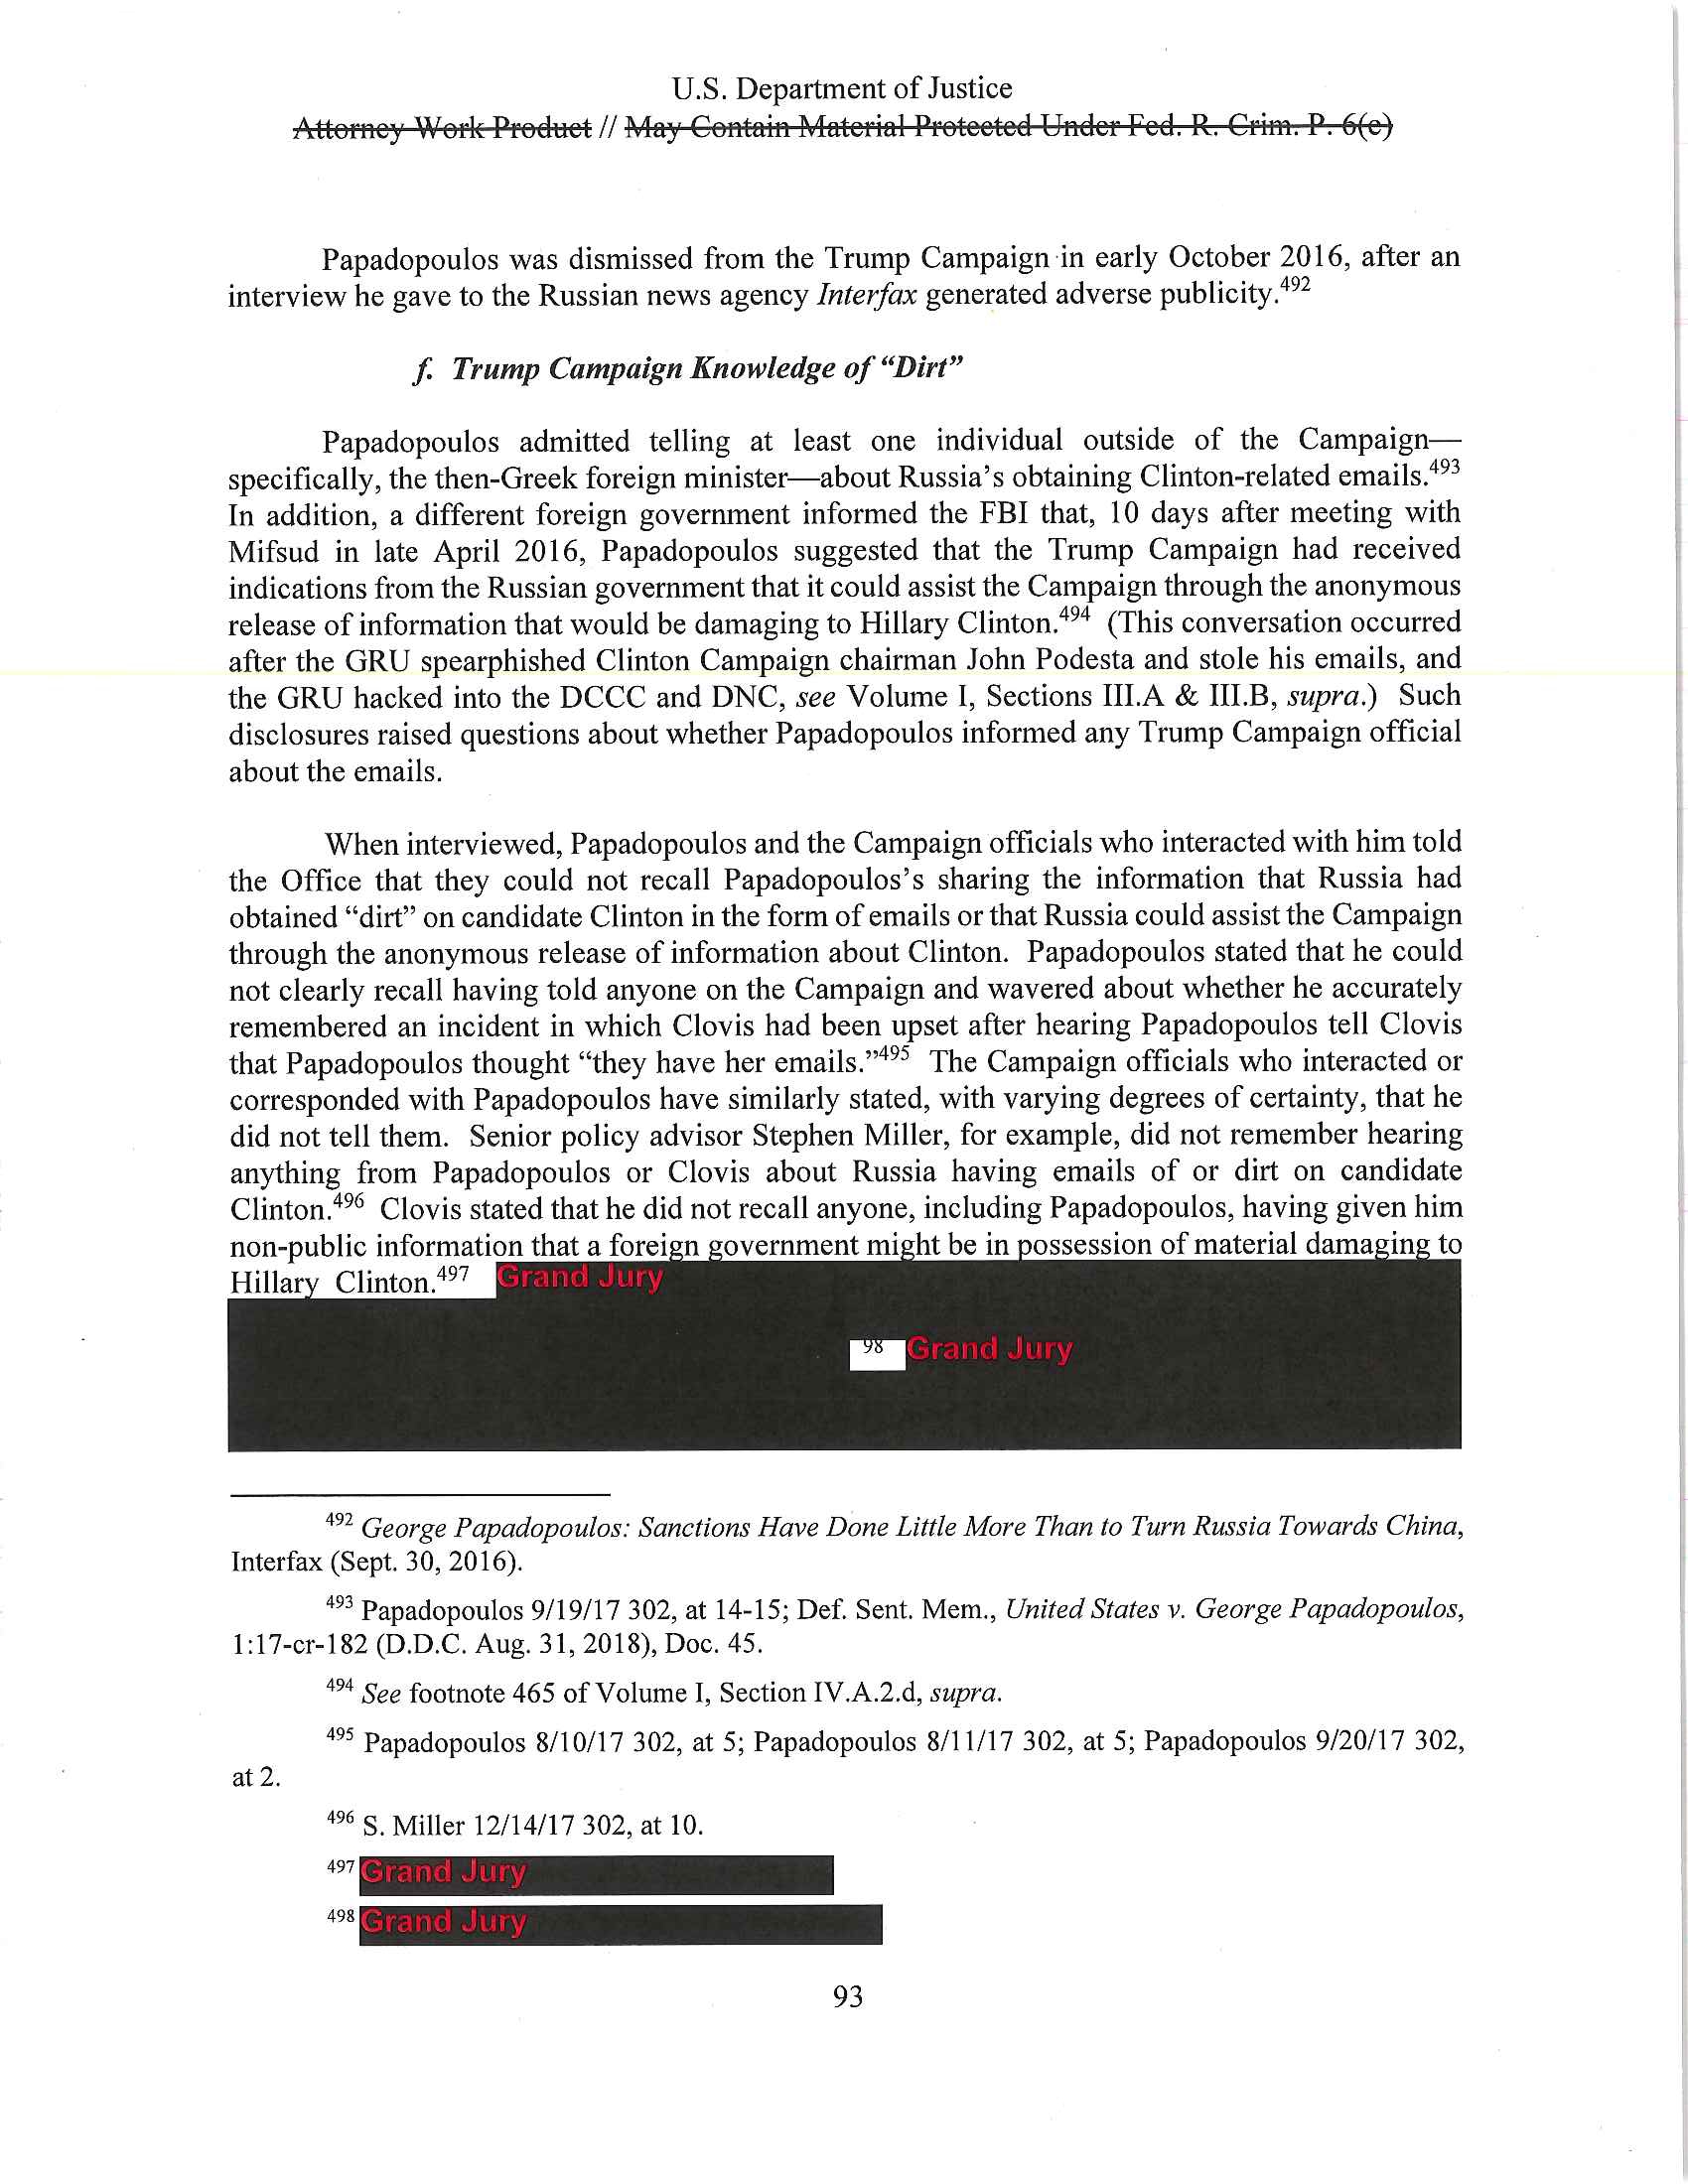 U.S. Department of Justice
Attorney Work Product // May Contain Material Protected Under Fed. R. Crim. P. 6(e)
Papadopoulos was dismissed from the Trump Campaign in early October 2016, after an
interview he gave to the Russian news agency Interfax generated adverse publicity.492
f. Trump Campaign Knowledge of “Dirt”
Papadopoulos admitted telling at least one individual outside of the Campaign—
specifically, the then-Greek foreign minister—about Russia’s obtaining Clinton-related emails.493
In addition, a different foreign government informed the FBI that, 10 days after meeting with
Mifsud in late April 2016, Papadopoulos suggested that the Trump Campaign had received
indications from the Russian government that it could assist the Campaign through the anonymous
release of information that would be damaging to Hillary Clinton.494 (This conversation occurred
after the GRU spearphished Clinton Campaign chairman John Podesta and stole his emails, and
the GRU hacked into the DCCC and DNC, see Volume I, Sections III.A & III.B, supra.) Such
disclosures raised questions about whether Papadopoulos informed any Trump Campaign official
about the emails.
When interviewed, Papadopoulos and the Campaign officials who interacted with him told
the Office that they could not recall Papadopoulos’s sharing the information that Russia had
obtained “dirt” on candidate Clinton in the form of emails or that Russia could assist the Campaign
through the anonymous release of information about Clinton. Papadopoulos stated that he could
not clearly recall having told anyone on the Campaign and wavered about whether he accurately
remembered an incident in which Clovis had been upset after hearing Papadopoulos tell Clovis
that Papadopoulos thought “they have her emails.”495 The Campaign officials who interacted or
corresponded with Papadopoulos have similarly stated, with varying degrees of certainty, that he
did not tell them. Senior policy advisor Stephen Miller, for example, did not remember hearing
anything from Papadopoulos or Clovis about Russia having emails of or dirt on candidate
Clinton.496 Clovis stated that he did not recall anyone, including Papadopoulos, having given him
non-public information that a foreign government might be in possession of material damaging to
Hillary Clinton.497 Grand Jury
98 Grand Jury
492 George Papadopoulos: Sanctions Have Done Little More Than to Turn Russia Towards China,
Interfax (Sept. 30, 2016).
493 Papadopoulos 9/19/17 302, at 14-15; Def. Sent. Mem., United States v. George Papadopoulos,
1:17-cr-182 (D.D.C. Aug. 31, 2018), Doc. 45.
494 See footnote 465 of Volume I, Section IV.A.2.d, supra.
495 Papadopoulos 8/10/17 302, at 5; Papadopoulos 8/11/17 302, at 5; Papadopoulos 9/20/17 302,
at 2.
496 S. Miller 12/14/17 302, at 10.
497 Grand Jury
498 Grand Jury
93